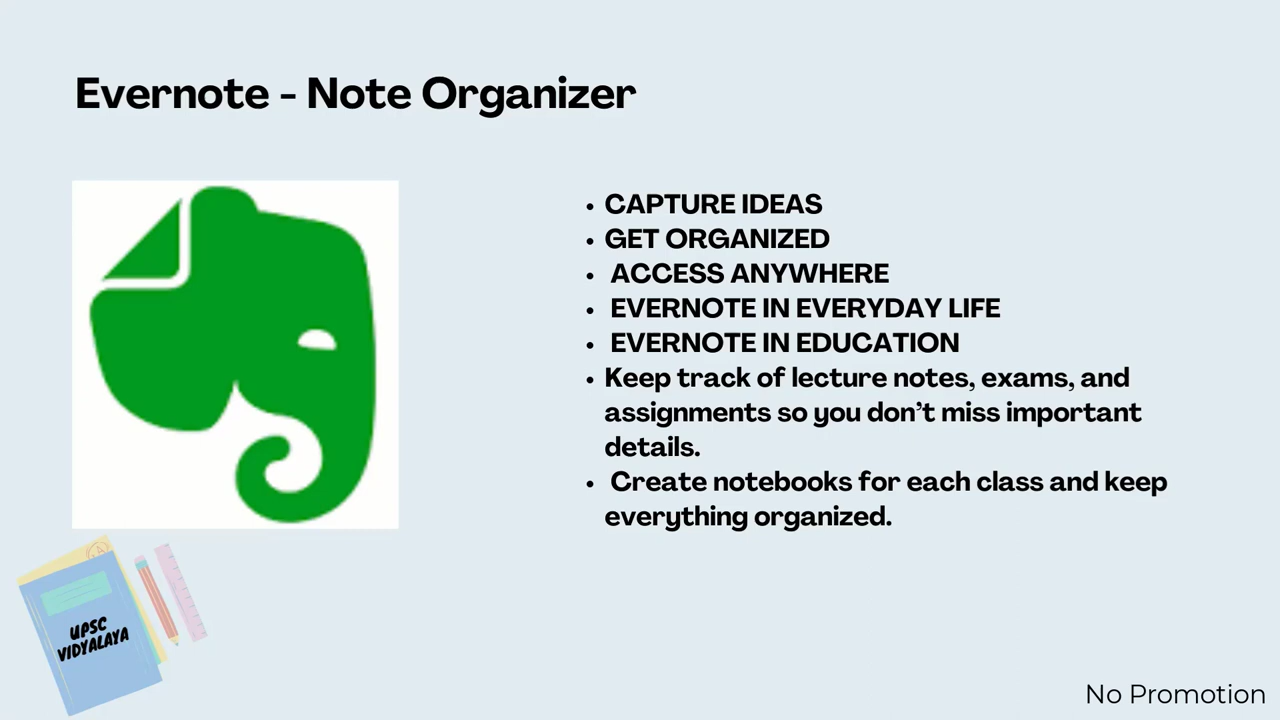 Evernote - Note Organizer
• CAPTURE IDEAS
• GET ORGANIZED
• ACCESS ANYWHERE
• EVERNOTE IN EVERYDAY LIFE
• EVERNOTE IN EDUCATION
• Keep track of lecture notes, exams, and
assignments so you don’t miss important
details.
• Create notebooks for each class and keep
everything organized.
UPSC
VIDYALAYA
No Promotion